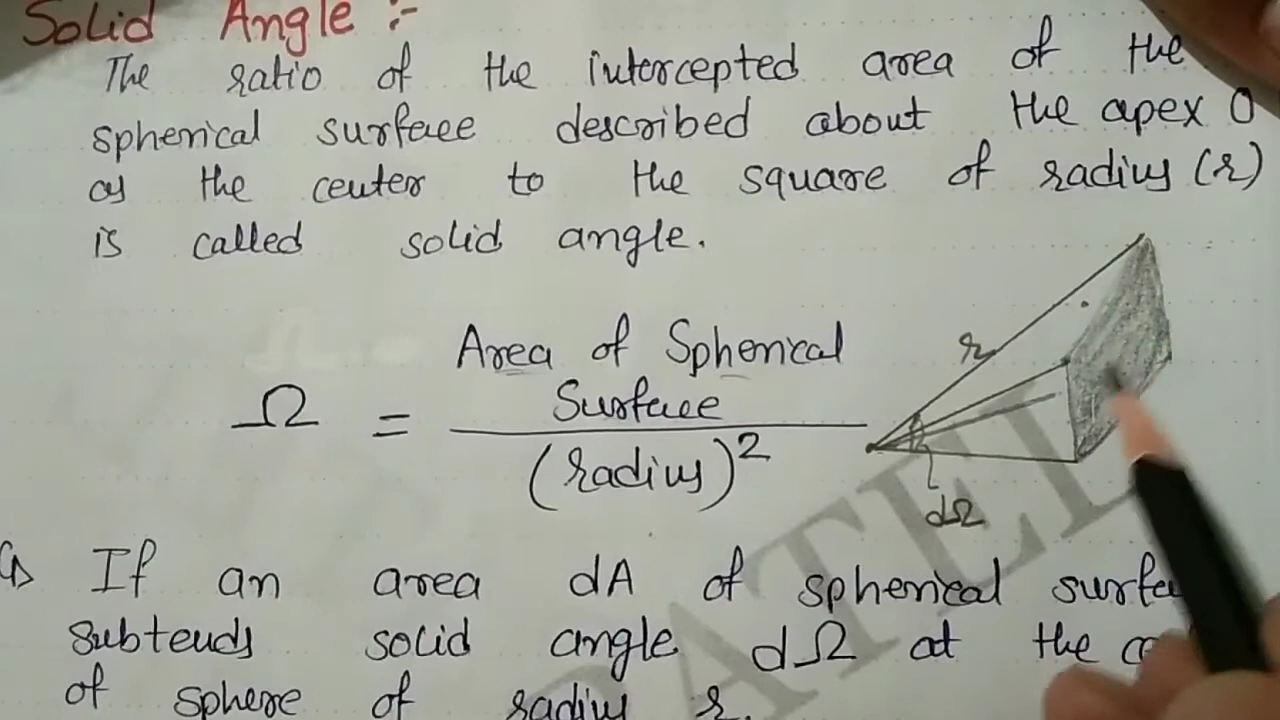 Solid Angle :-
The ratio of the intercepted area of the
spherical surface described about the apex O
as the center to the square of radius (r)
is called solid angle.
Area of Spherical
Surface
Ω =
(radius)²
r
dΩ
PATEL
If an area dA of spherical
subtends solid angle dΩ at the
of sphere of radius r.